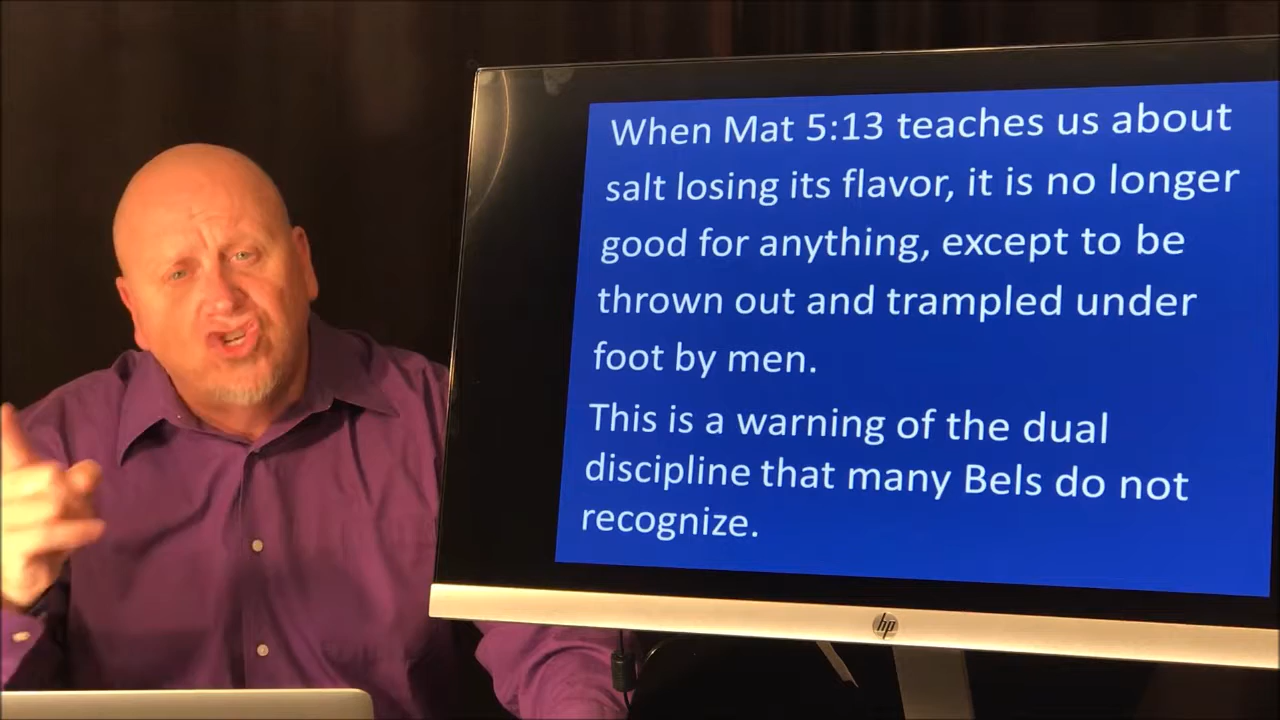 When Mat 5:13 teaches us about
salt losing its flavor, it is no longer
good for anything, except to be
thrown out and trampled under
foot by men.
This is a warning of the dual
discipline that many Bels do not
recognize.
hp